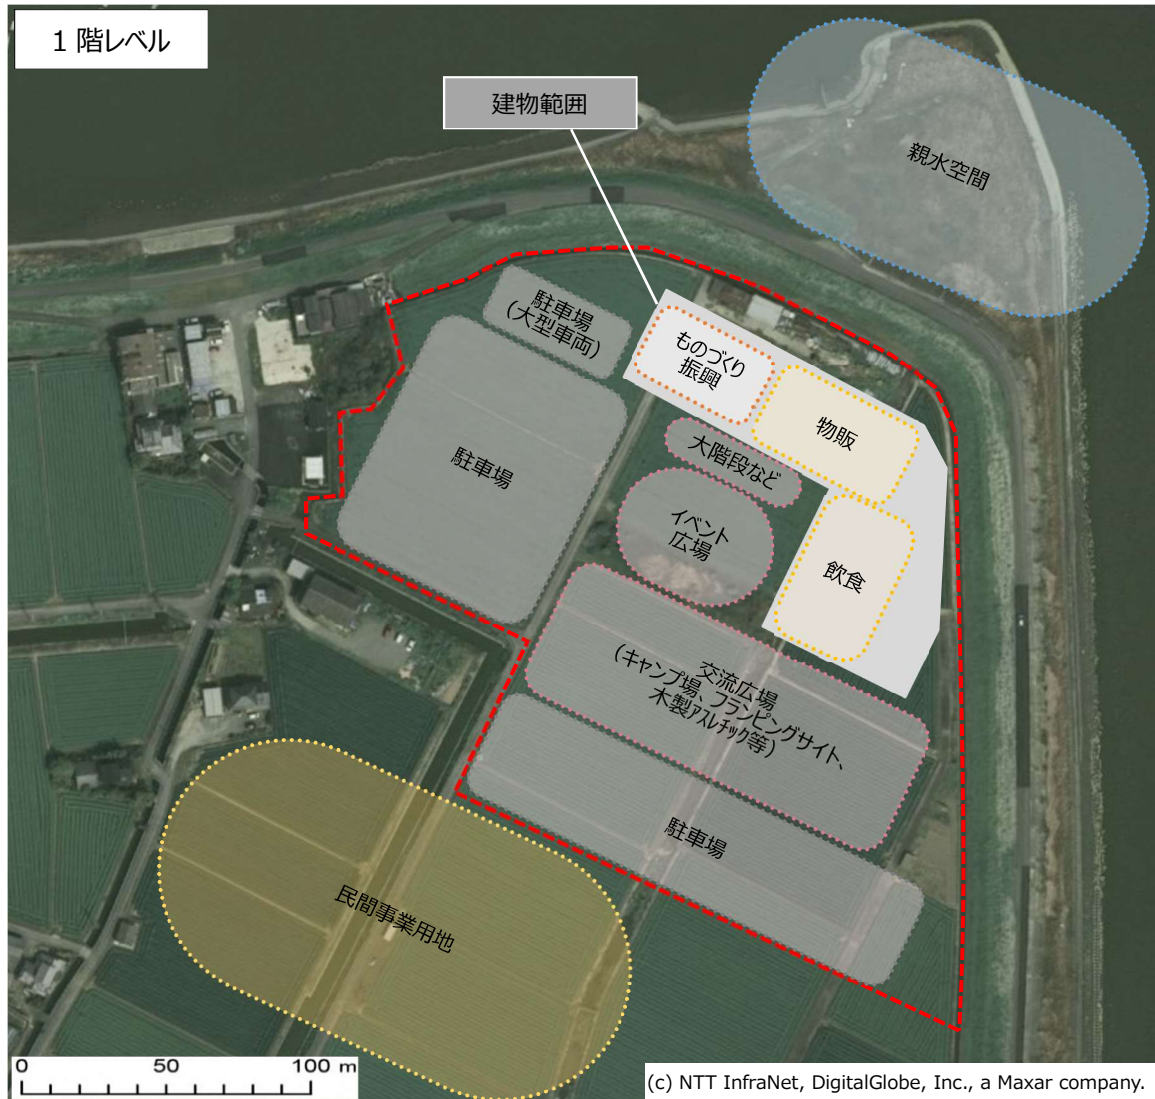 1 階レベル
建物範囲
親水空間
駐車場
(大型車両)
ものづくり
振興
物販
大階段など
駐車場
イベント
広場
飲食
交流広場
(キャンプ場、フランピングサイト、
木製アスレチック等)
駐車場
民間事業用地
0 50 100 m
(c) NTT InfraNet, DigitalGlobe, Inc., a Maxar company.